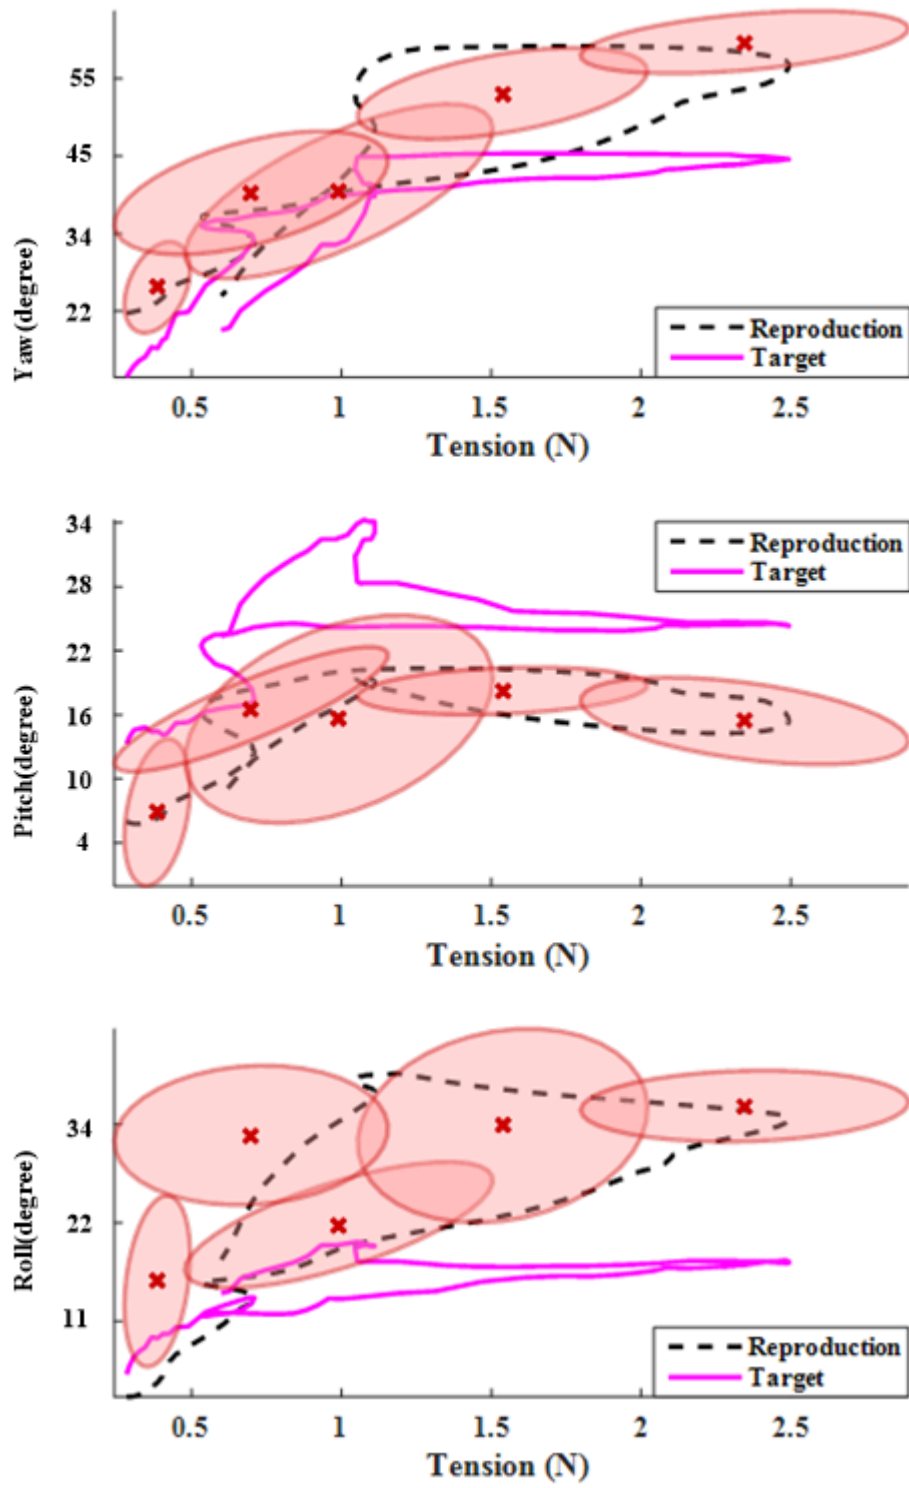 55
45
34
22
Yaw(degree)
Reproduction
Target
0.5 1 1.5 2 2.5
Tension (N)
34
28
22
16
10
4
Pitch(degree)
Reproduction
Target
0.5 1 1.5 2 2.5
Tension (N)
34
22
11
Roll(degree)
Reproduction
Target
0.5 1 1.5 2 2.5
Tension (N)